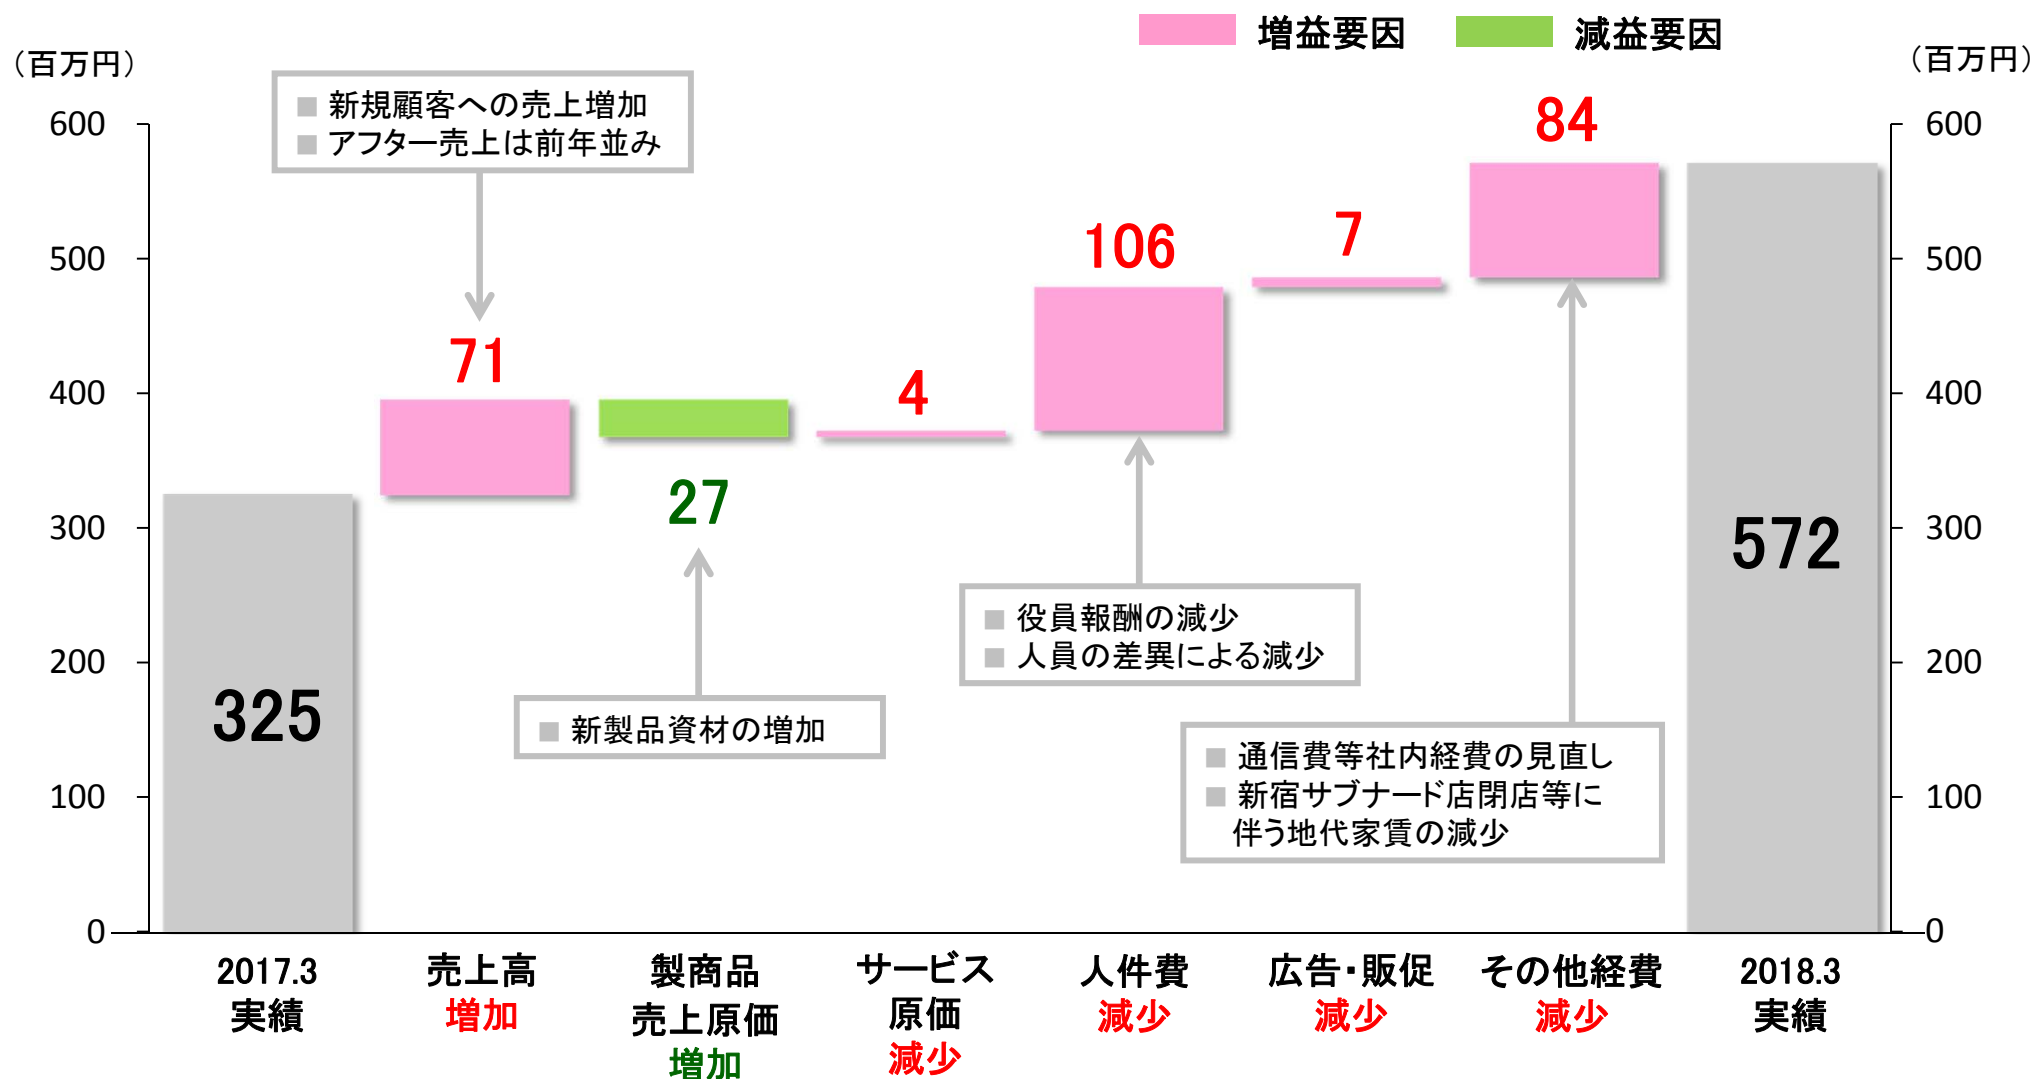 増益要因
減益要因
（百万円）
（百万円）
■ 新規顧客への売上増加
■ アフター売上は前年並み
600
500
400
300
200
100
0
600
500
400
300
200
100
0
325
71
27
4
106
7
84
572
■ 新製品資材の増加
■ 役員報酬の減少
■ 人員の差異による減少
■ 通信費等社内経費の見直し
■ 新宿サブナード店閉店等に
伴う地代家賃の減少
2017.3
実績
売上高
増加
製商品
売上原価
増加
サービス
原価
減少
人件費
減少
広告・販促
減少
その他経費
減少
2018.3
実績